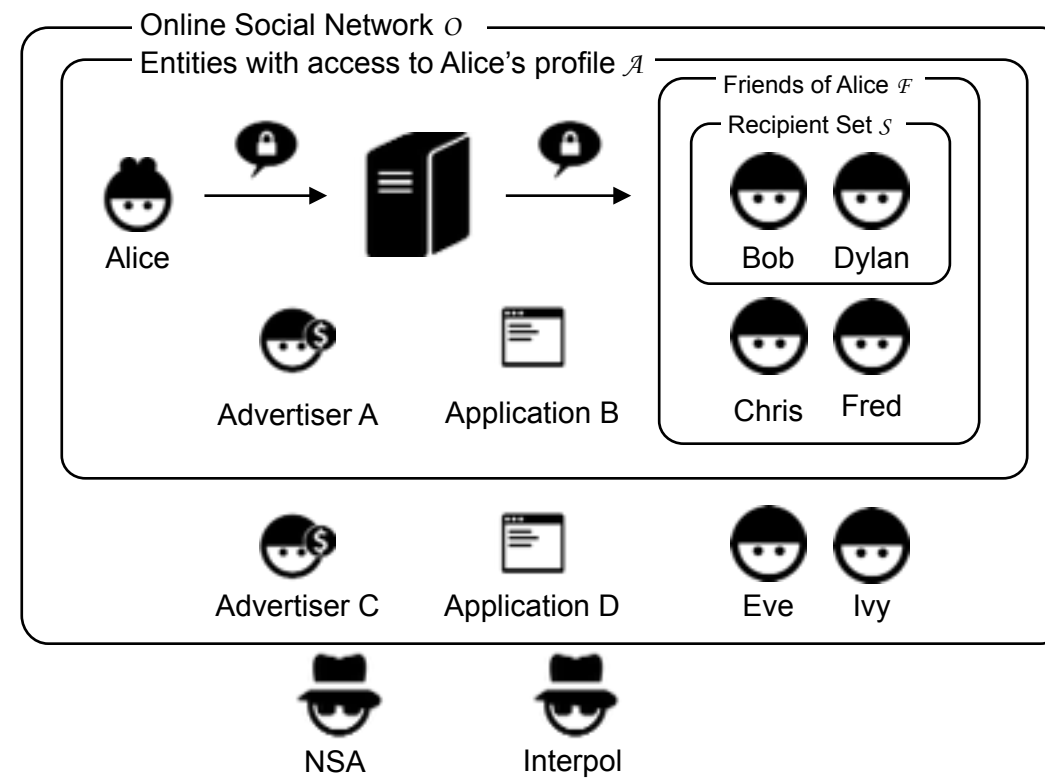 Online Social Network O
Entities with access to Alice's profile A
Friends of Alice F
Recipient Set S
Alice
Bob Dylan
$
Advertiser A Application B Chris Fred
$
Advertiser C Application D Eve Ivy
NSA Interpol